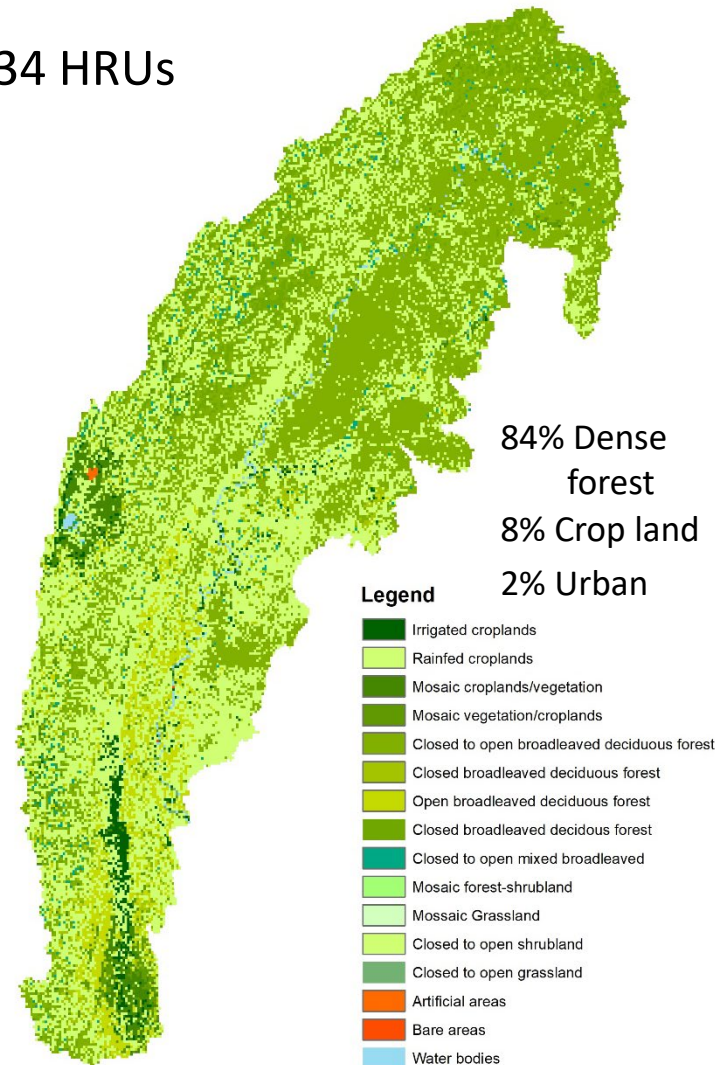 34 HRUs
84% Dense
forest
8% Crop land
2% Urban
Legend
Irrigated croplands
Rainfed croplands
Mosaic croplands/vegetation
Mosaic vegetation/croplands
Closed to open broadleaved deciduous forest
Closed broadleaved deciduous forest
Open broadleaved deciduous forest
Closed broadleaved decidous forest
Closed to open mixed broadleaved
Mosaic forest-shrubland
Mossaic Grassland
Closed to open shrubland
Closed to open grassland
Artificial areas
Bare areas
Water bodies